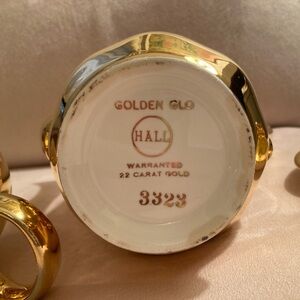 GOLDEN GLO
HALL
WARRANTED
22 CARAT GOLD
3323